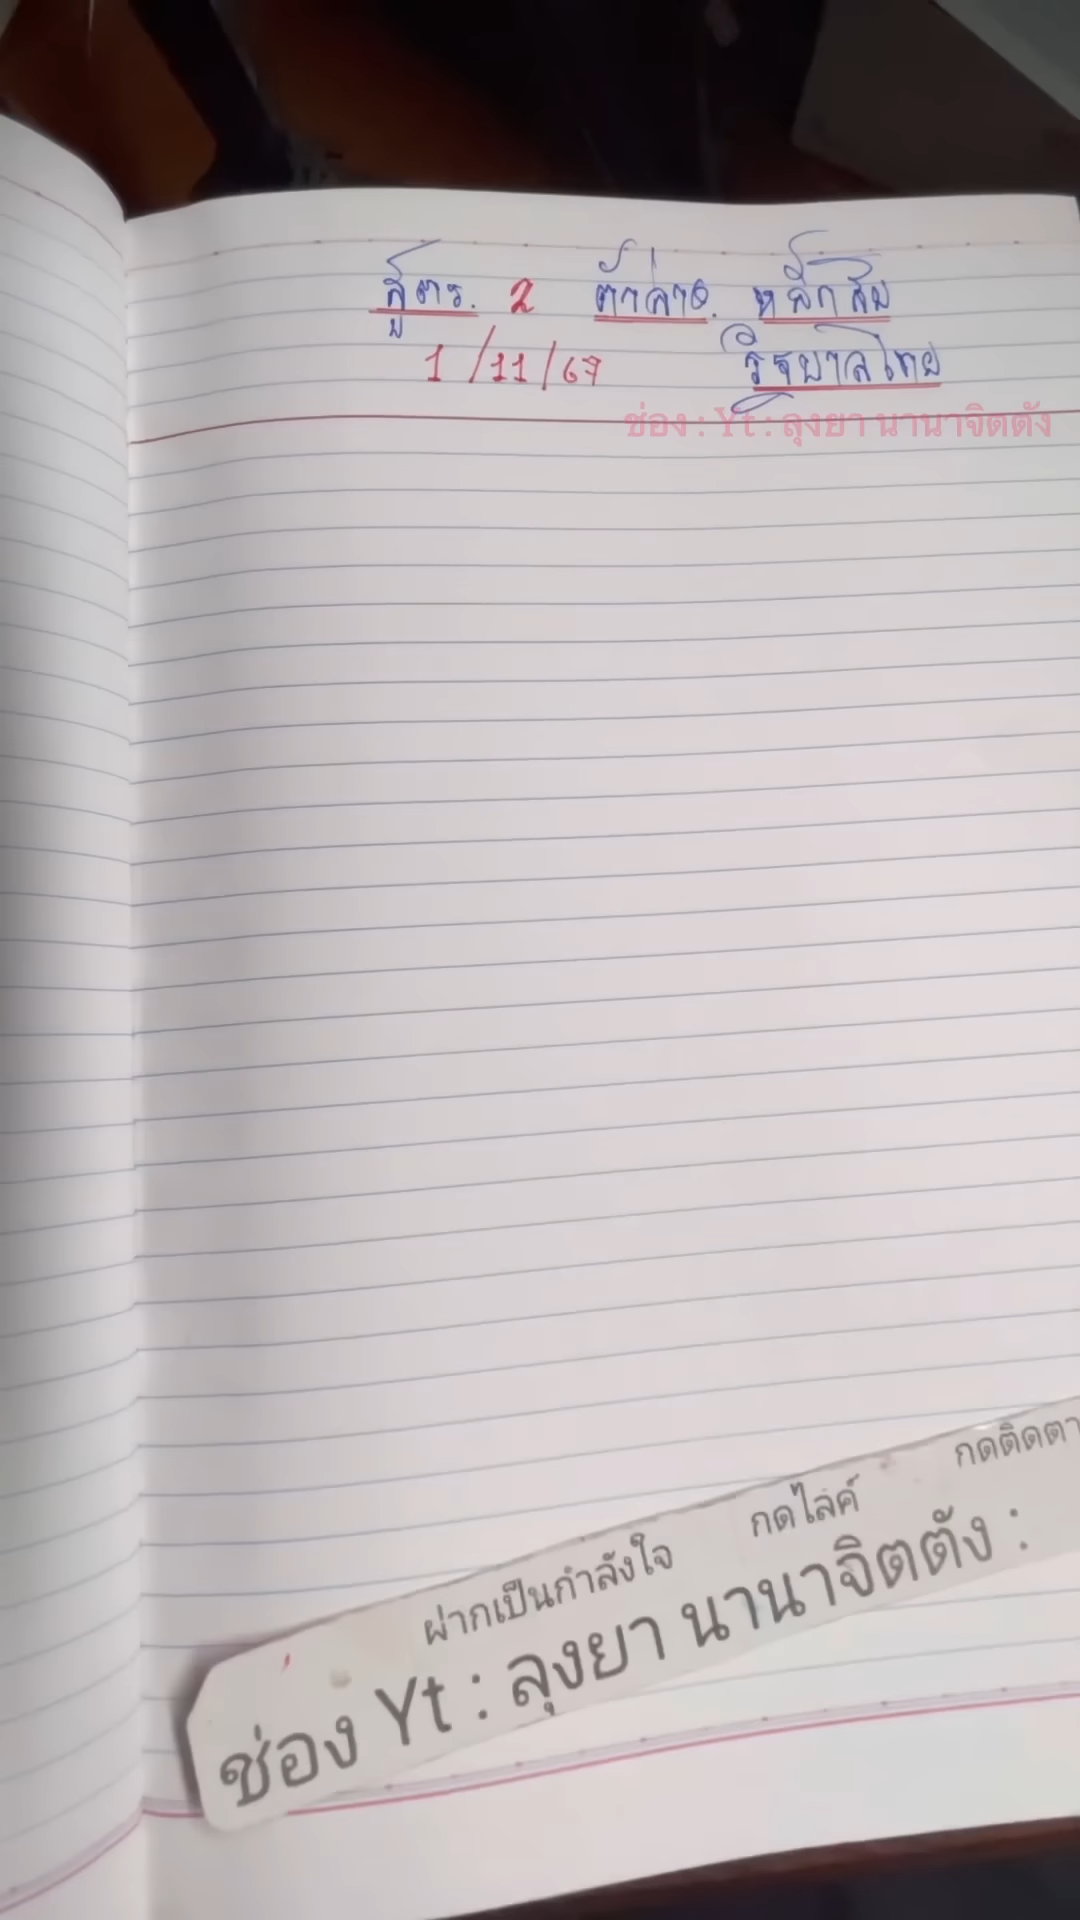 สูตร. 2 ตัวล่าง. หลักสิบ
1/11/67 รัฐบาลไทย
ช่อง : Yt : ลุงยา นานาจิตตัง
ฝากเป็นกำลังใจ กดไลค์ กดติดตา
ช่อง Yt : ลุงยา นานาจิตตัง :